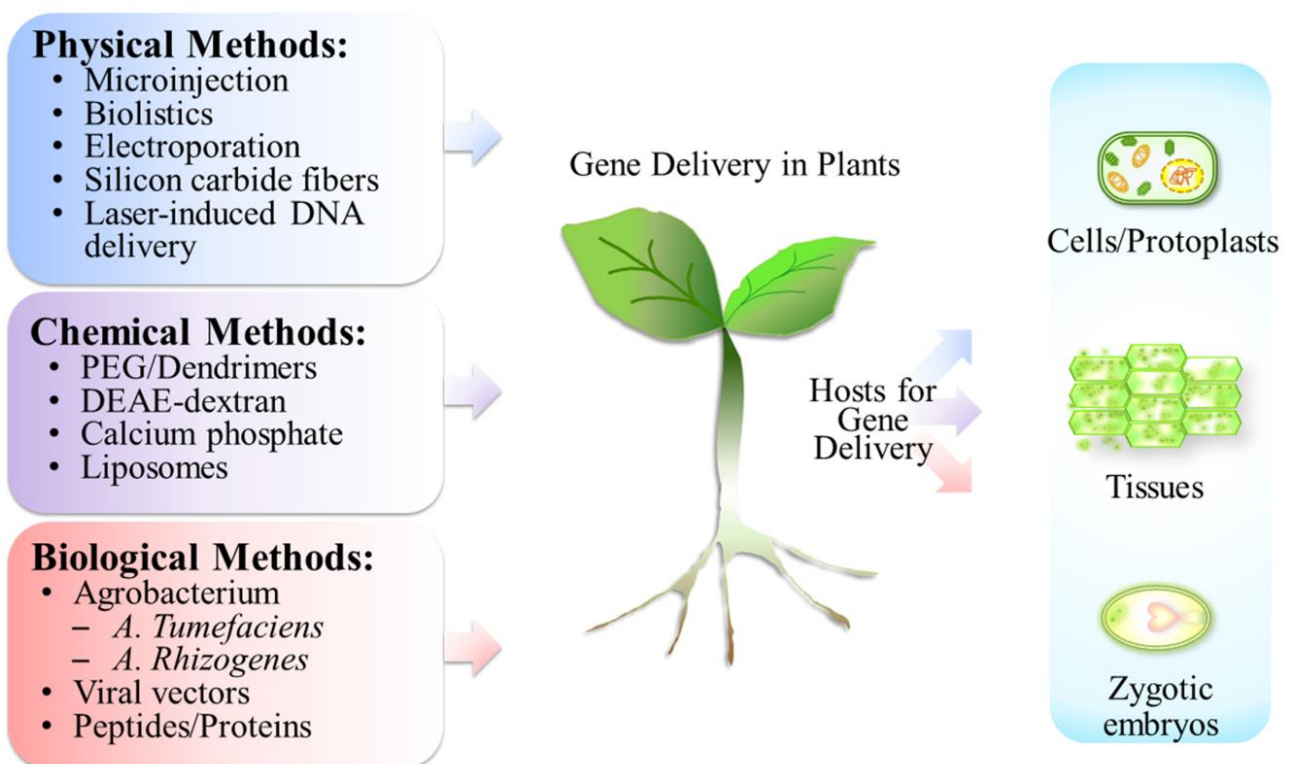 Physical Methods:
• Microinjection
• Biolistics
• Electroporation
• Silicon carbide fibers
• Laser-induced DNA
delivery
Chemical Methods:
• PEG/Dendrimers
• DEAE-dextran
• Calcium phosphate
• Liposomes
Biological Methods:
• Agrobacterium
– A. Tumefaciens
– A. Rhizogenes
• Viral vectors
• Peptides/Proteins
Gene Delivery in Plants
Hosts for
Gene
Delivery
Cells/Protoplasts
Tissues
Zygotic
embryos